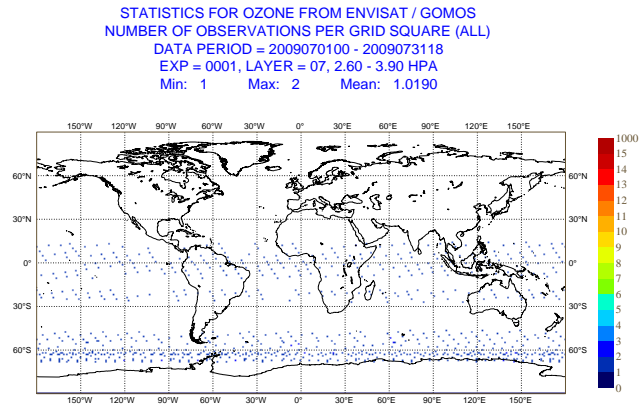 STATISTICS FOR OZONE FROM ENVISAT / GOMOS
NUMBER OF OBSERVATIONS PER GRID SQUARE (ALL)
DATA PERIOD = 2009070100 - 2009073118
EXP = 0001, LAYER = 07, 2.60 - 3.90 HPA
Min: 1 Max: 2 Mean: 1.0190
150°W 120°W 90°W 60°W 30°W 0° 30°E 60°E 90°E 120°E 150°E
60°N 60°N
30°N 30°N
0° 0°
30°S 30°S
60°S 60°S
150°W 120°W 90°W 60°W 30°W 0° 30°E 60°E 90°E 120°E 150°E
1000
15
14
13
12
11
10
9
8
7
6
5
4
3
2
1
0